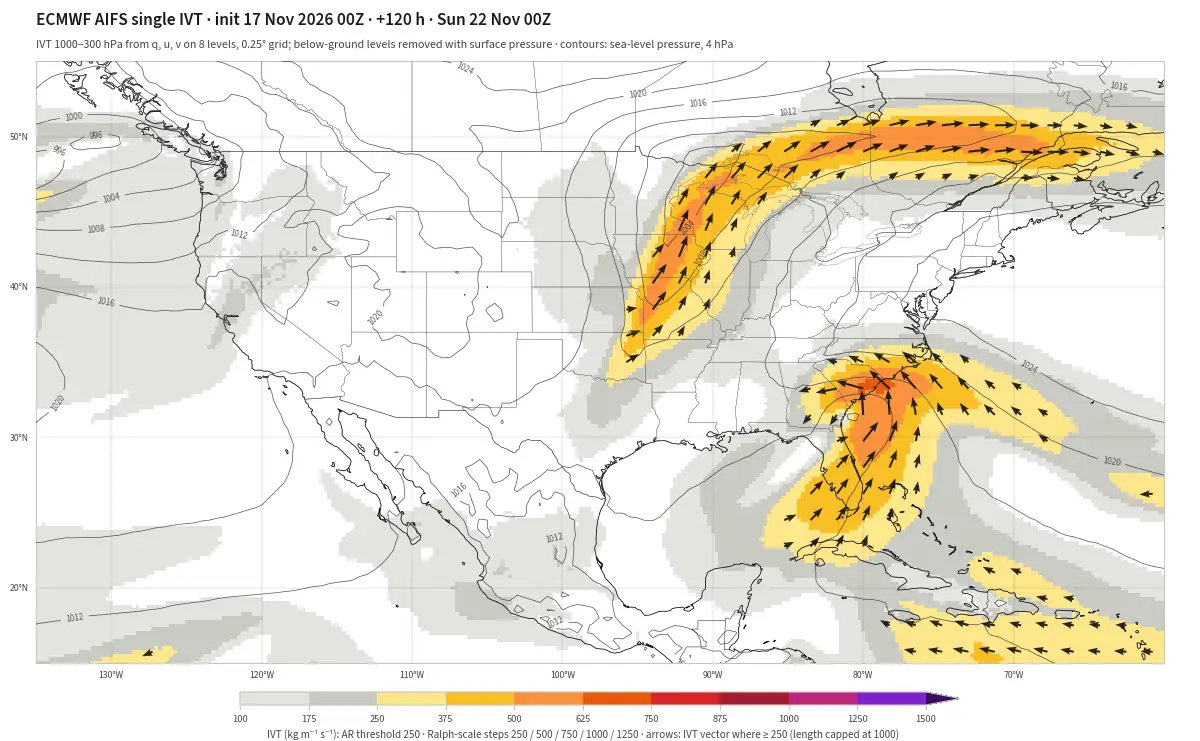 ECMWF AIFS single IVT · init 17 Nov 2026 00Z · +120 h · Sun 22 Nov 00Z
IVT 1000–300 hPa from q, u, v on 8 levels, 0.25° grid; below-ground levels removed with surface pressure · contours: sea-level pressure, 4 hPa
1024
1020
1016
1012
1016
1000
996
996
50°N
1004
1008
1012
1016
40°N
1020
1020
1024
30°N
1020
1016
1012
20°N
1012
1012
130°W
120°W
110°W
100°W
90°W
80°W
70°W
100
175
250
375
500
625
750
875
1000
1250
1500
IVT (kg m⁻¹ s⁻¹): AR threshold 250 · Ralph-scale steps 250 / 500 / 750 / 1000 / 1250 · arrows: IVT vector where ≥ 250 (length capped at 1000)